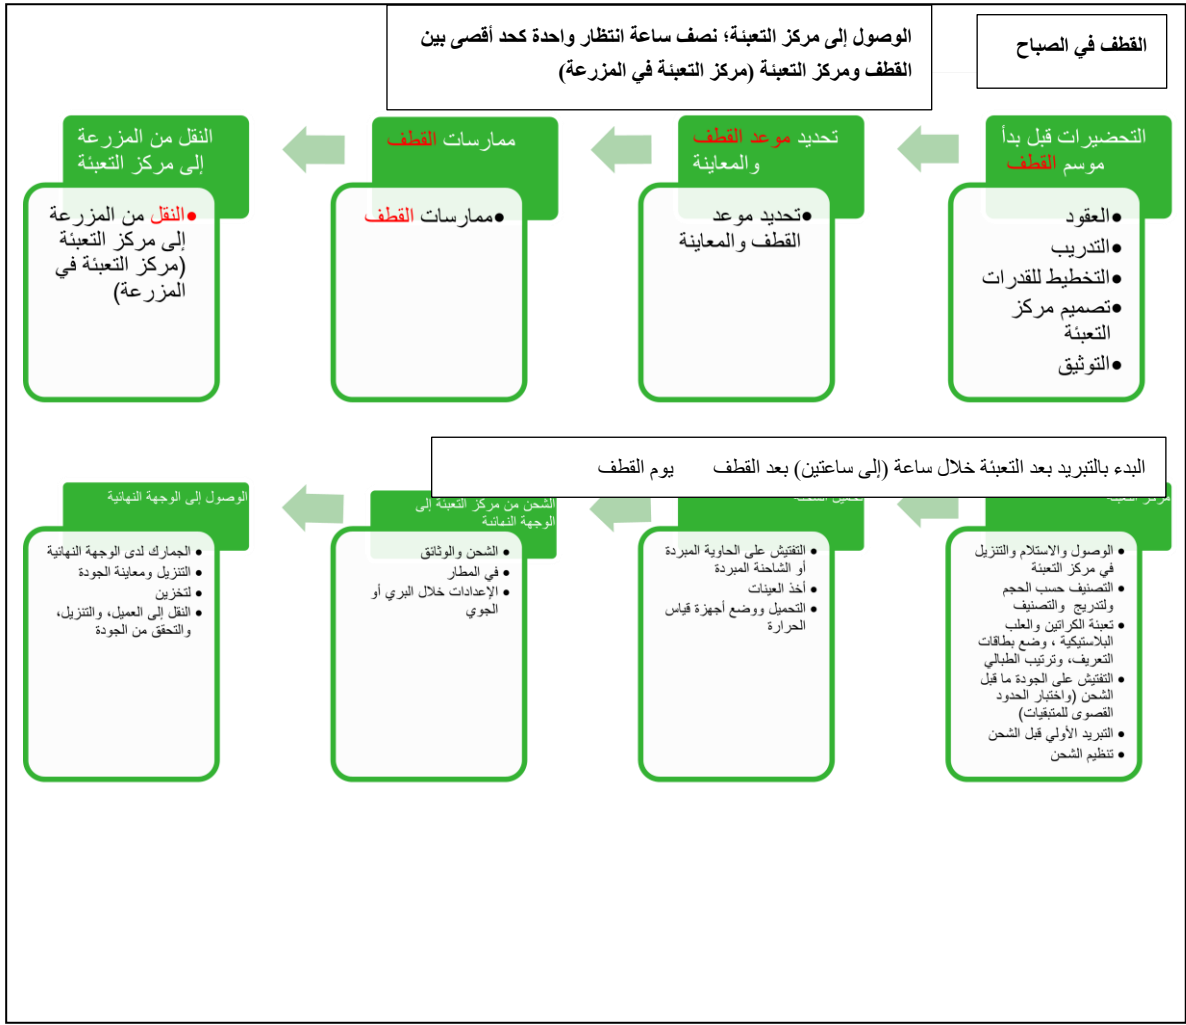 القطف في الصباح
الوصول إلى مركز التعبئة؛ نصف ساعة انتظار واحدة كحد أقصى بين
القطف ومركز التعبئة (مركز التعبئة في المزرعة)
التحضيرات قبل بدأ
موسم القطف
•العقود
•التدريب
•التخطيط للقدرات
•تصميم مركز
التعبئة
•التوثيق
تحديد موعد القطف
والمعاينة
•تحديد موعد
القطف والمعاينة
ممارسات القطف
•ممارسات القطف
النقل من المزرعة
إلى مركز التعبئة
•النقل من المزرعة
إلى مركز التعبئة
(مركز التعبئة في
المزرعة)
البدء بالتبريد بعد التعبئة خلال ساعة (إلى ساعتين) بعد القطف يوم القطف
مركز التعبئة
• الوصول والاستلام والتنزيل
في مركز التعبئة
• التصنيف حسب الحجم
ولتدريج والتصنيف
• تعبئة الكراتين والعلب
البلاستيكية ، وضع بطاقات
التعريف، وترتيب الطبالي
• التفتيش على الجودة ما قبل
الشحن (واختبار الحدود
القصوى للمتبقيات)
• التبريد الأولي قبل الشحن
• تنظيم الشحن
تحميل الشحنة
• التفتيش على الحاوية المبردة
أو الشاحنة المبردة
• أخذ العينات
• التحميل ووضع أجهزة قياس
الحرارة
الشحن من مركز التعبئة إلى
الوجهة النهائية
• الشحن والوثائق
• في المطار
• الإعدادات خلال البري أو
الجوي
الوصول إلى الوجهة النهائية
• الجمارك لدى الوجهة النهائية
• التنزيل ومعاينة الجودة
• لتخزين
• النقل إلى العميل، والتنزيل،
والتحقق من الجودة